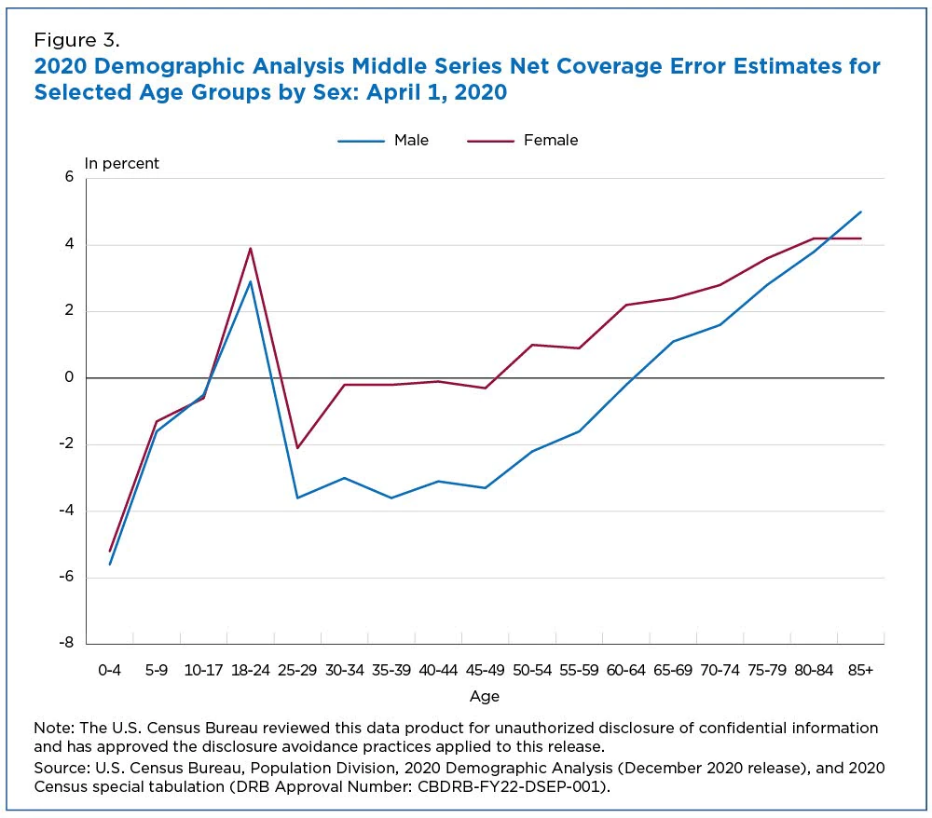 Figure 3.
2020 Demographic Analysis Middle Series Net Coverage Error Estimates for
Selected Age Groups by Sex: April 1, 2020
Male Female
In percent
6
4
2
0
-2
-4
-6
-8
0-4 5-9 10-17 18-24 25-29 30-34 35-39 40-44 45-49 50-54 55-59 60-64 65-69 70-74 75-79 80-84 85+
Age
Note: The U.S. Census Bureau reviewed this data product for unauthorized disclosure of confidential information
and has approved the disclosure avoidance practices applied to this release.
Source: U.S. Census Bureau, Population Division, 2020 Demographic Analysis (December 2020 release), and 2020
Census special tabulation (DRB Approval Number: CBDRB-FY22-DSEP-001).